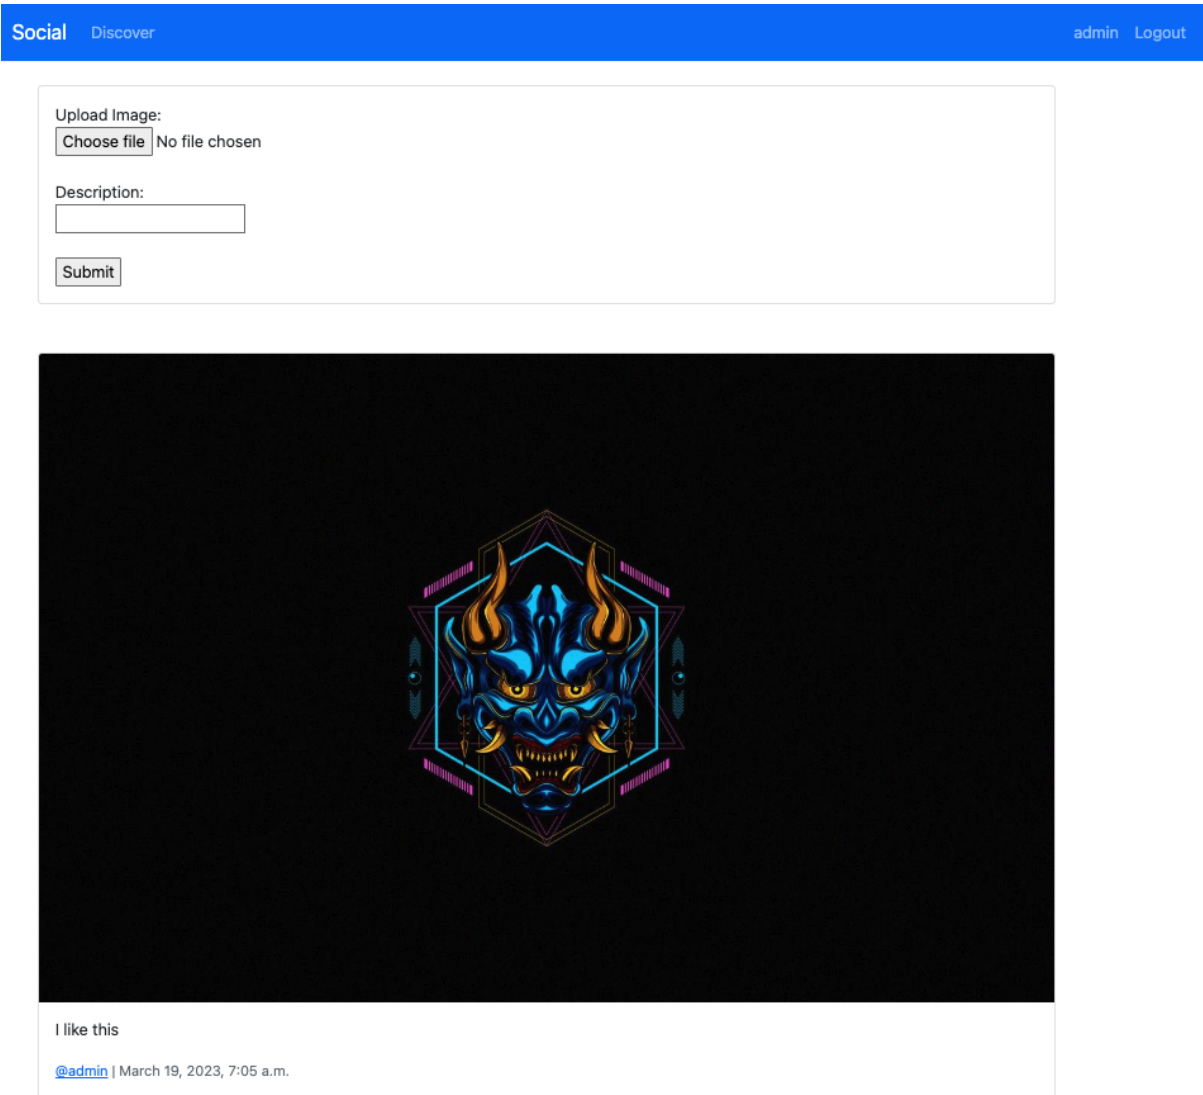 Social Discover admin Logout
Upload Image:
Choose file No file chosen
Description:
Submit
I like this
@admin | March 19, 2023, 7:05 a.m.